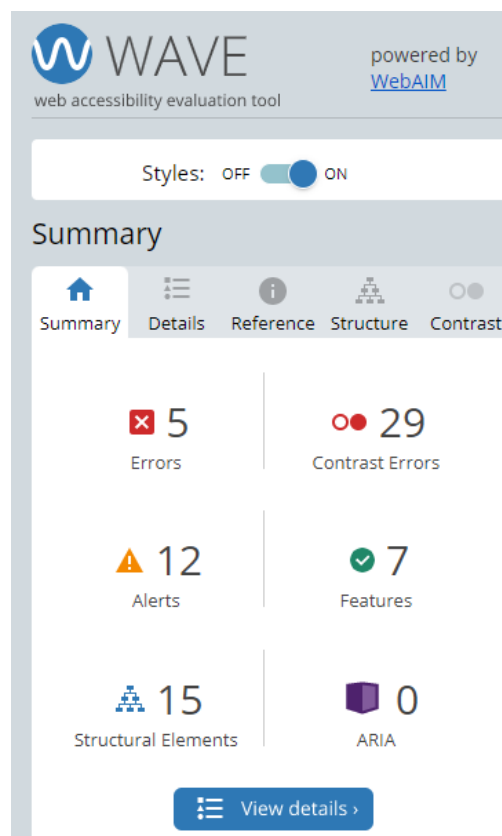 WAVE
web accessibility evaluation tool
powered by
WebAIM
Styles: OFF ON
Summary
Summary Details Reference Structure Contrast
5 29
Errors Contrast Errors
12 7
Alerts Features
15 0
Structural Elements ARIA
View details ›